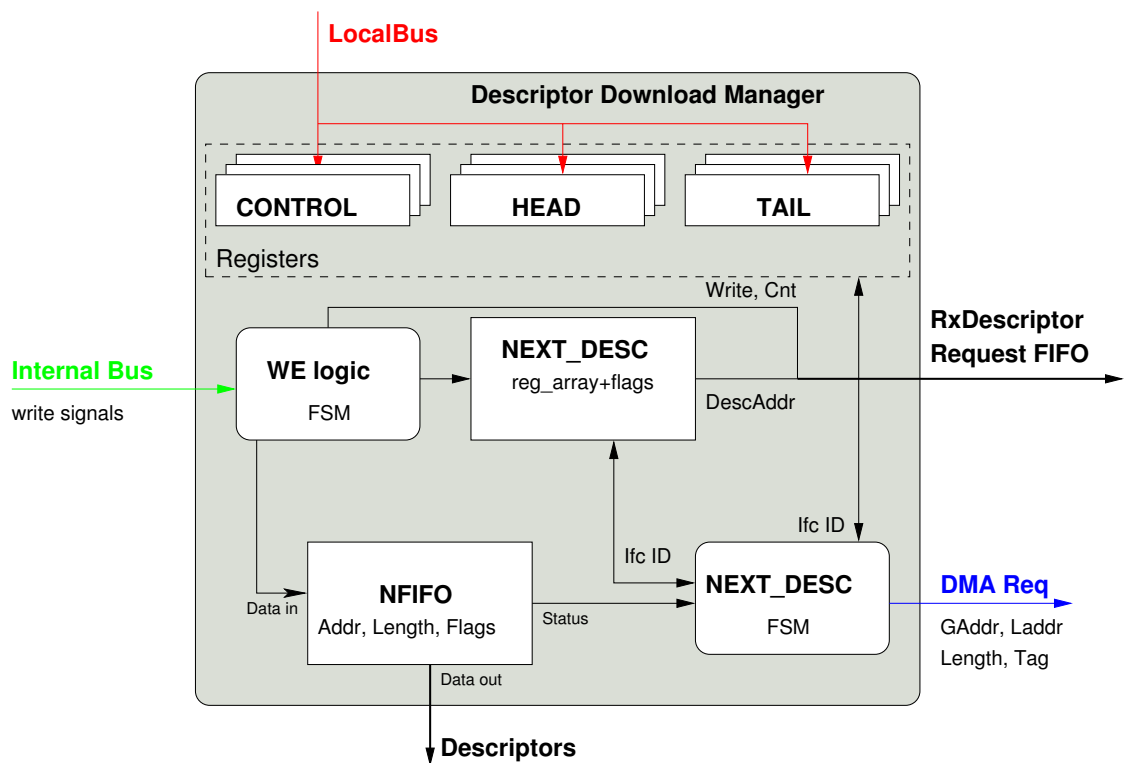 LocalBus
Descriptor Download Manager
CONTROL
HEAD
TAIL
Registers
Write, Cnt
RxDescriptor
Request FIFO
Internal Bus
write signals
WE logic
FSM
NEXT_DESC
reg_array+flags
DescAddr
Ifc ID
Ifc ID
Data in
NFIFO
Addr, Length, Flags
Status
NEXT_DESC
FSM
DMA Req
GAddr, Laddr
Length, Tag
Data out
Descriptors